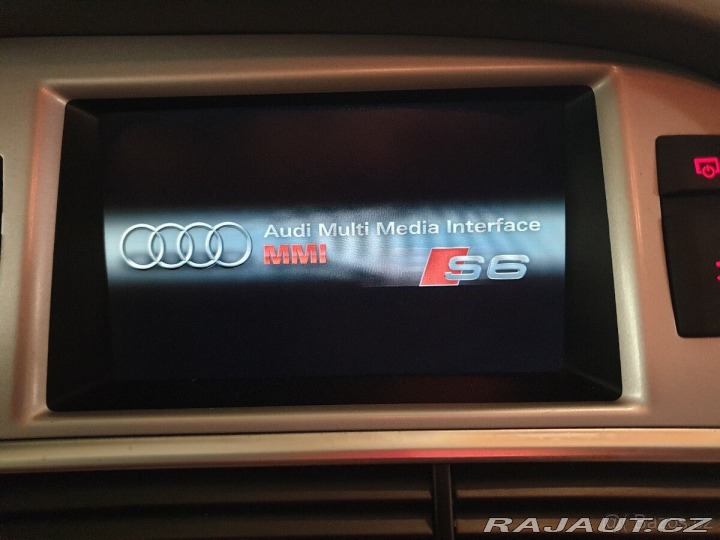 Audi Multi Media Interface
MMI
S6
RAJAUT.CZ